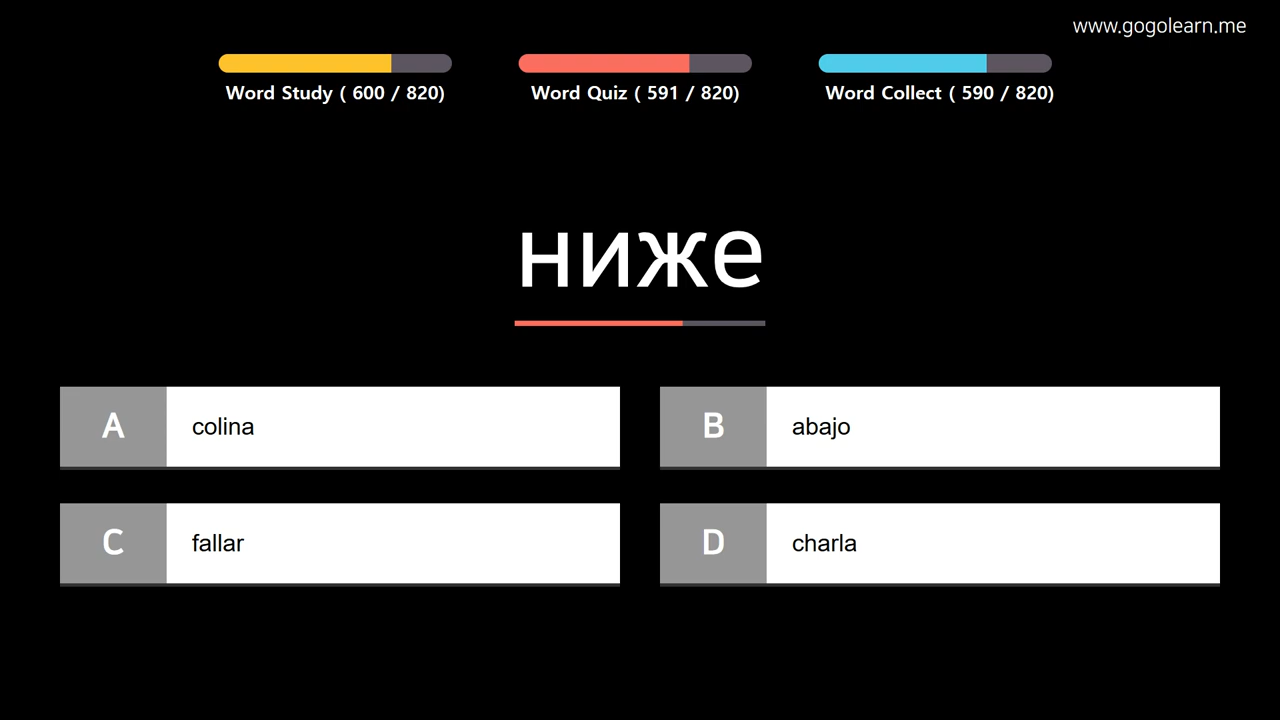 www.gogolearn.me
Word Study ( 600 / 820)
Word Quiz ( 591 / 820)
Word Collect ( 590 / 820)
ниже
A
colina
B
abajo
C
fallar
D
charla